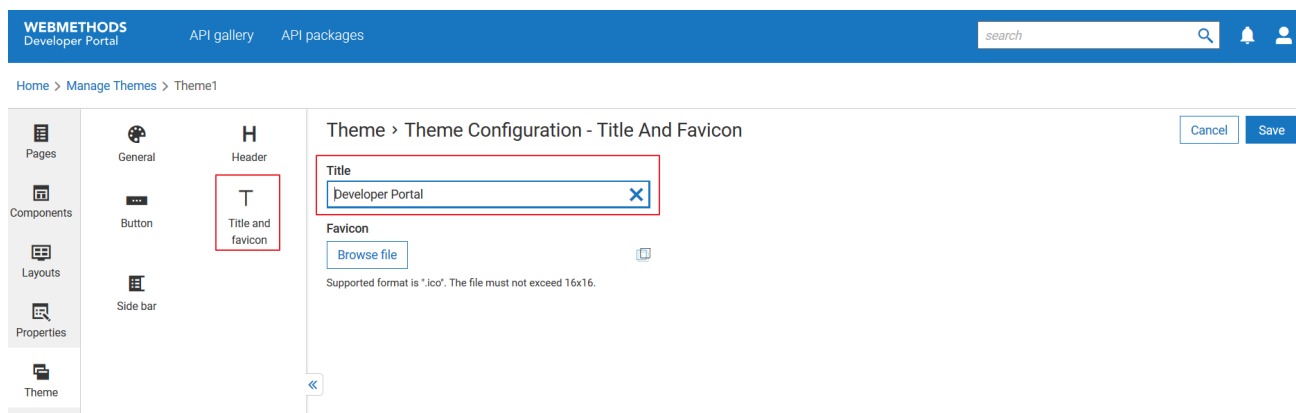 WEBMETHODS
Developer Portal
API gallery
API packages
search
Home > Manage Themes > Theme1
Pages
Components
Layouts
Properties
Theme
General
H
Header
Button
T
Title and
favicon
Side bar
Theme > Theme Configuration - Title And Favicon
Cancel
Save
Title
Developer Portal
Favicon
Browse file
Supported format is ".ico". The file must not exceed 16x16.